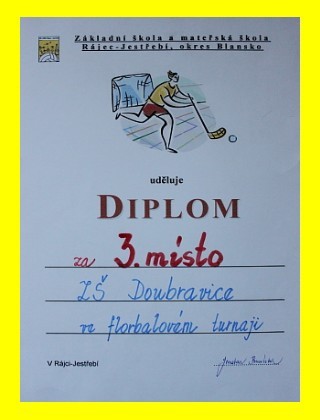 Základní škola a mateřská škola
Rájec-Jestřebí, okres Blansko
uděluje
DIPLOM
za 3. místo
ZŠ Doubravice
ve florbalovém turnaji
V Rájci-Jestřebí